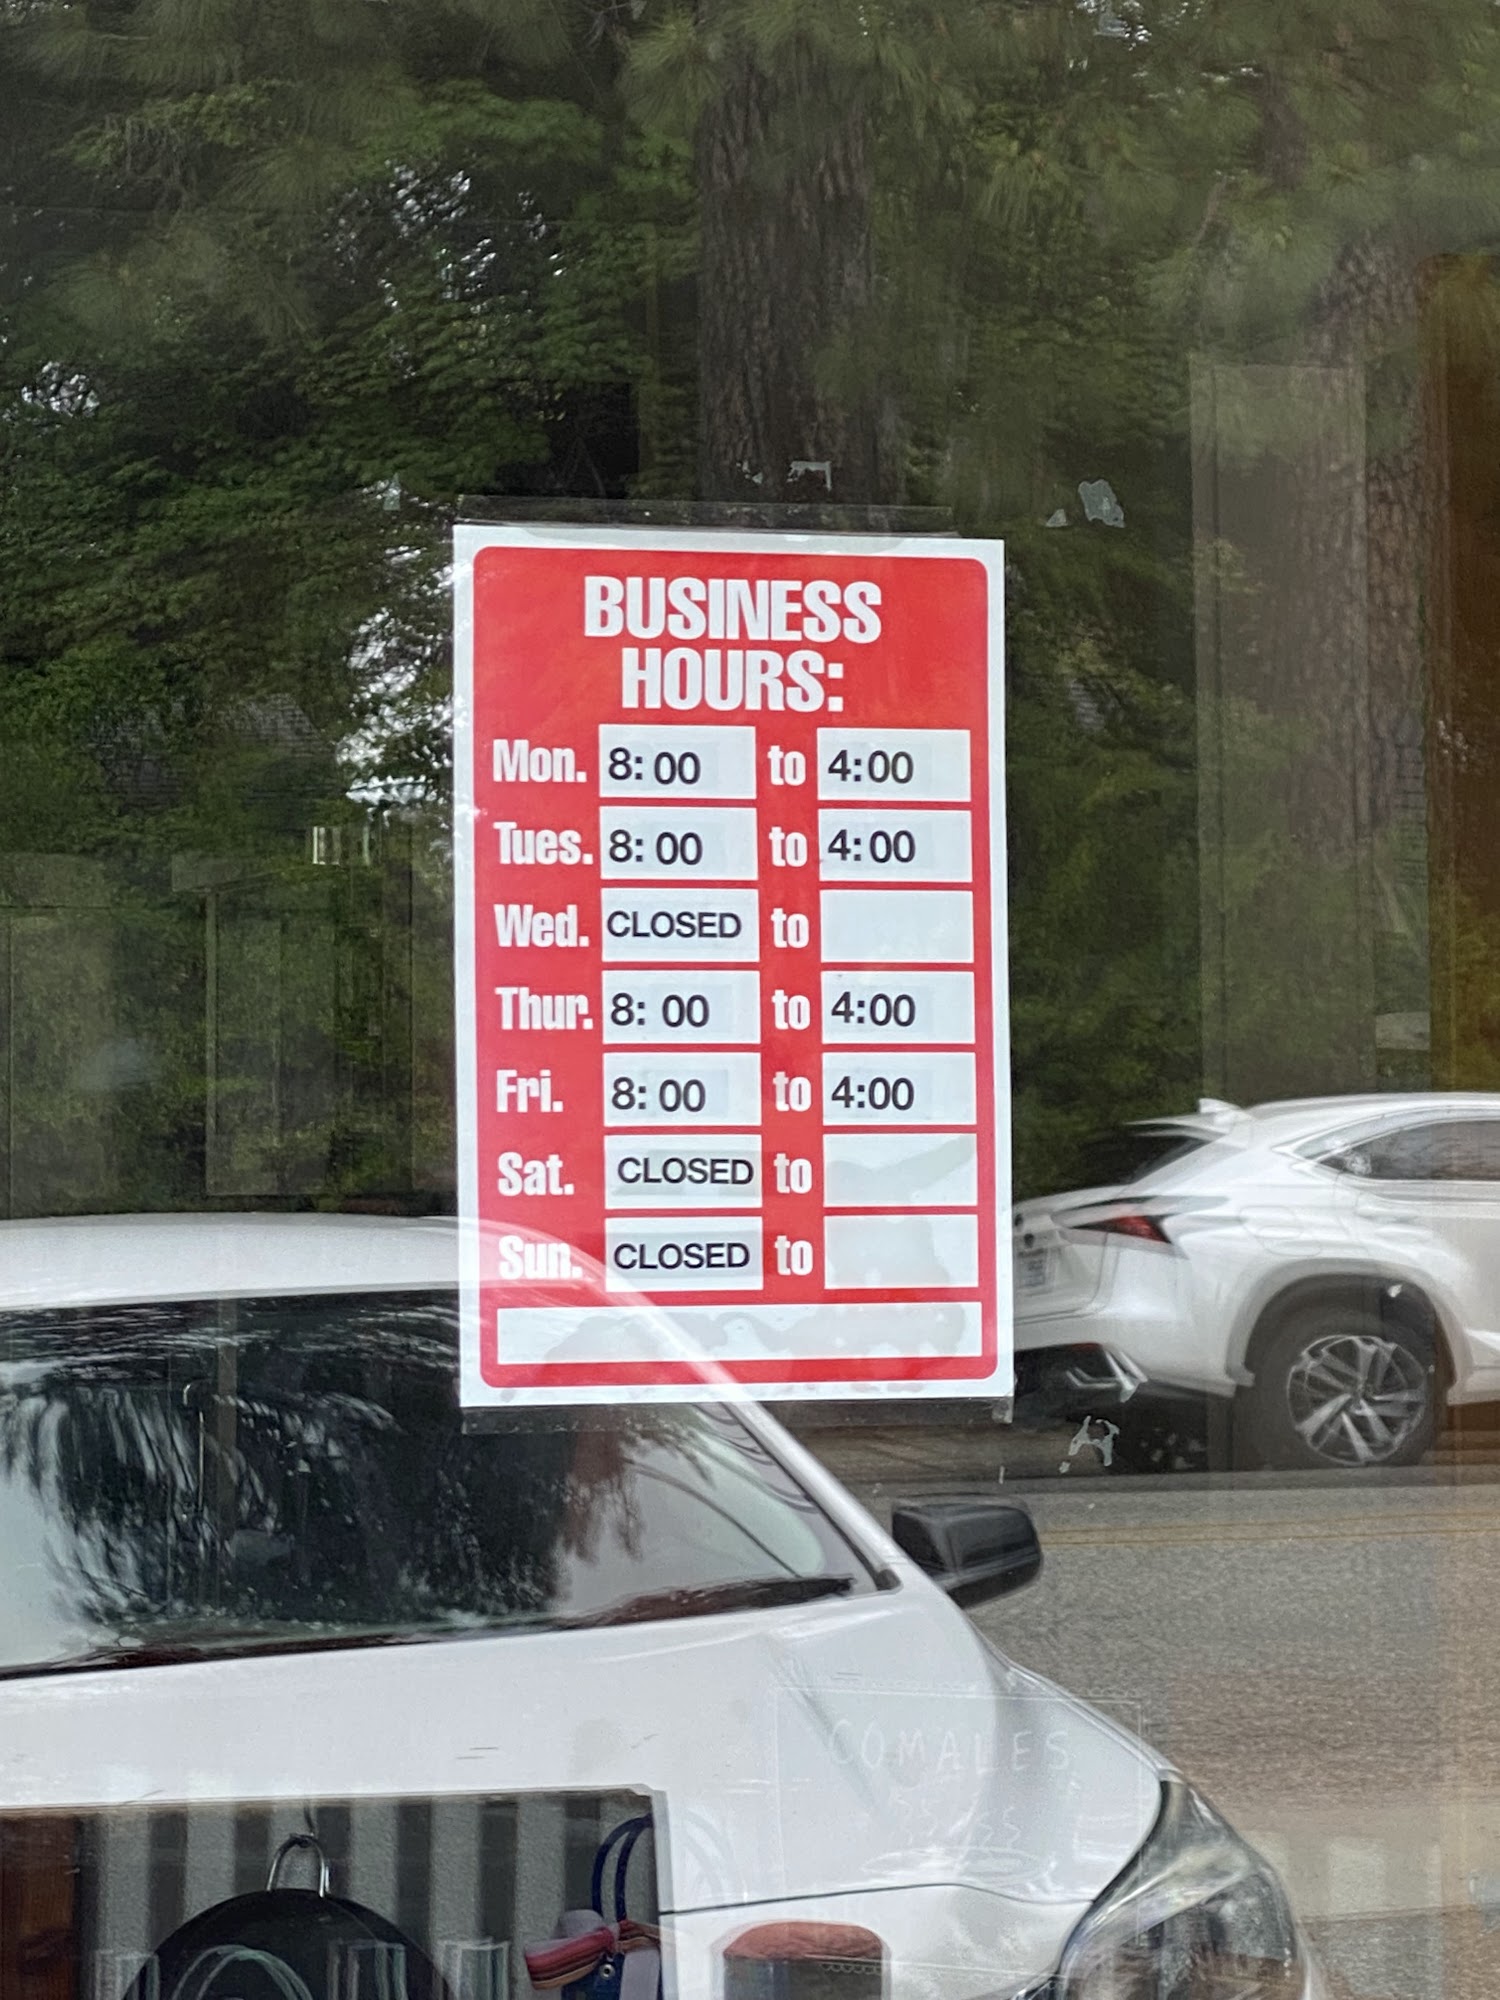 BUSINESS
HOURS:
Mon. 8:00 to 4:00
Tues. 8:00 to 4:00
Wed. CLOSED to
Thur. 8:00 to 4:00
Fri. 8:00 to 4:00
Sat. CLOSED to
Sun. CLOSED to
COMALES